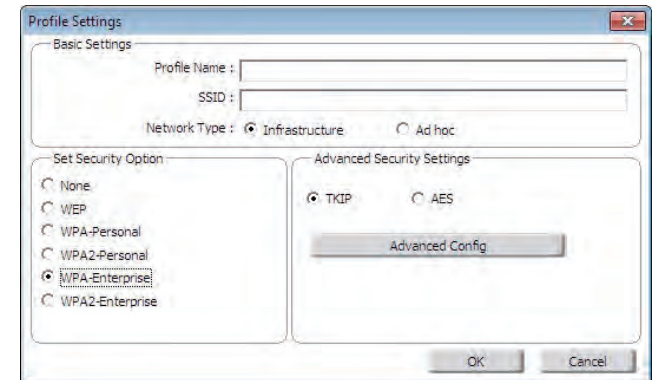 Profile Settings
Basic Settings
Profile Name :
SSID :
Network Type : Infrastructure Ad hoc
Set Security Option
None
WEP
WPA-Personal
WPA2-Personal
WPA-Enterprise
WPA2-Enterprise
Advanced Security Settings
TKIP AES
Advanced Config
OK Cancel